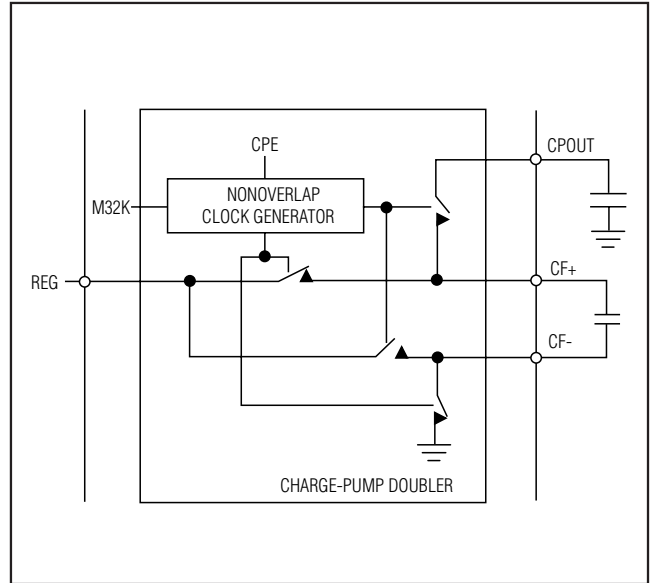 CPE
CPOUT
NONOVERLAP
CLOCK GENERATOR
M32K
REG
CF+
CF-
CHARGE-PUMP DOUBLER